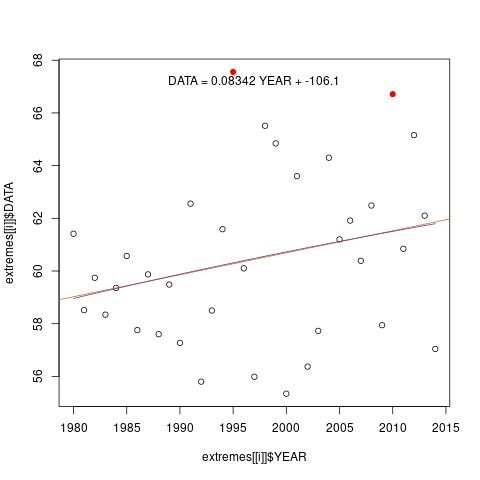 DATA = 0.08342 YEAR + -106.1
extremes[[i]]$DATA
68
66
64
62
60
58
56
1980 1985 1990 1995 2000 2005 2010 2015
extremes[[i]]$YEAR